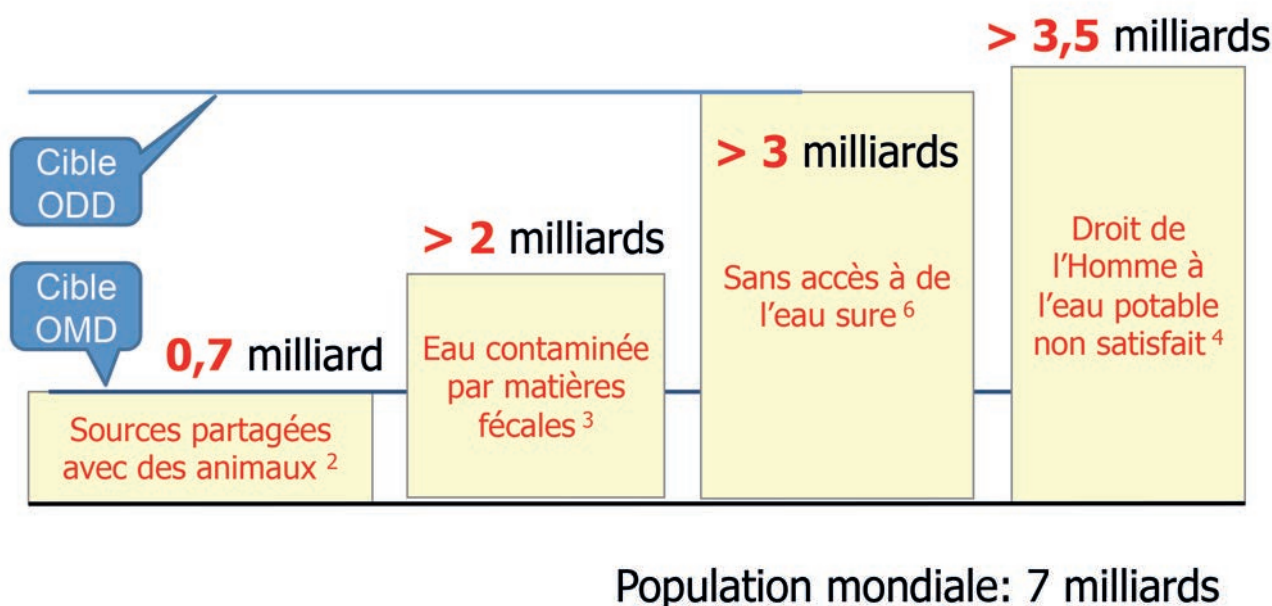 > 3,5 milliards
Cible
ODD
> 3 milliards
> 2 milliards
Cible
OMD
0,7 milliard
Sources partagées
avec des animaux 2
Eau contaminée
par matières
fécales 3
Sans accès à de
l'eau sure 6
Droit de
l'Homme à
l'eau potable
non satisfait 4
Population mondiale: 7 milliards